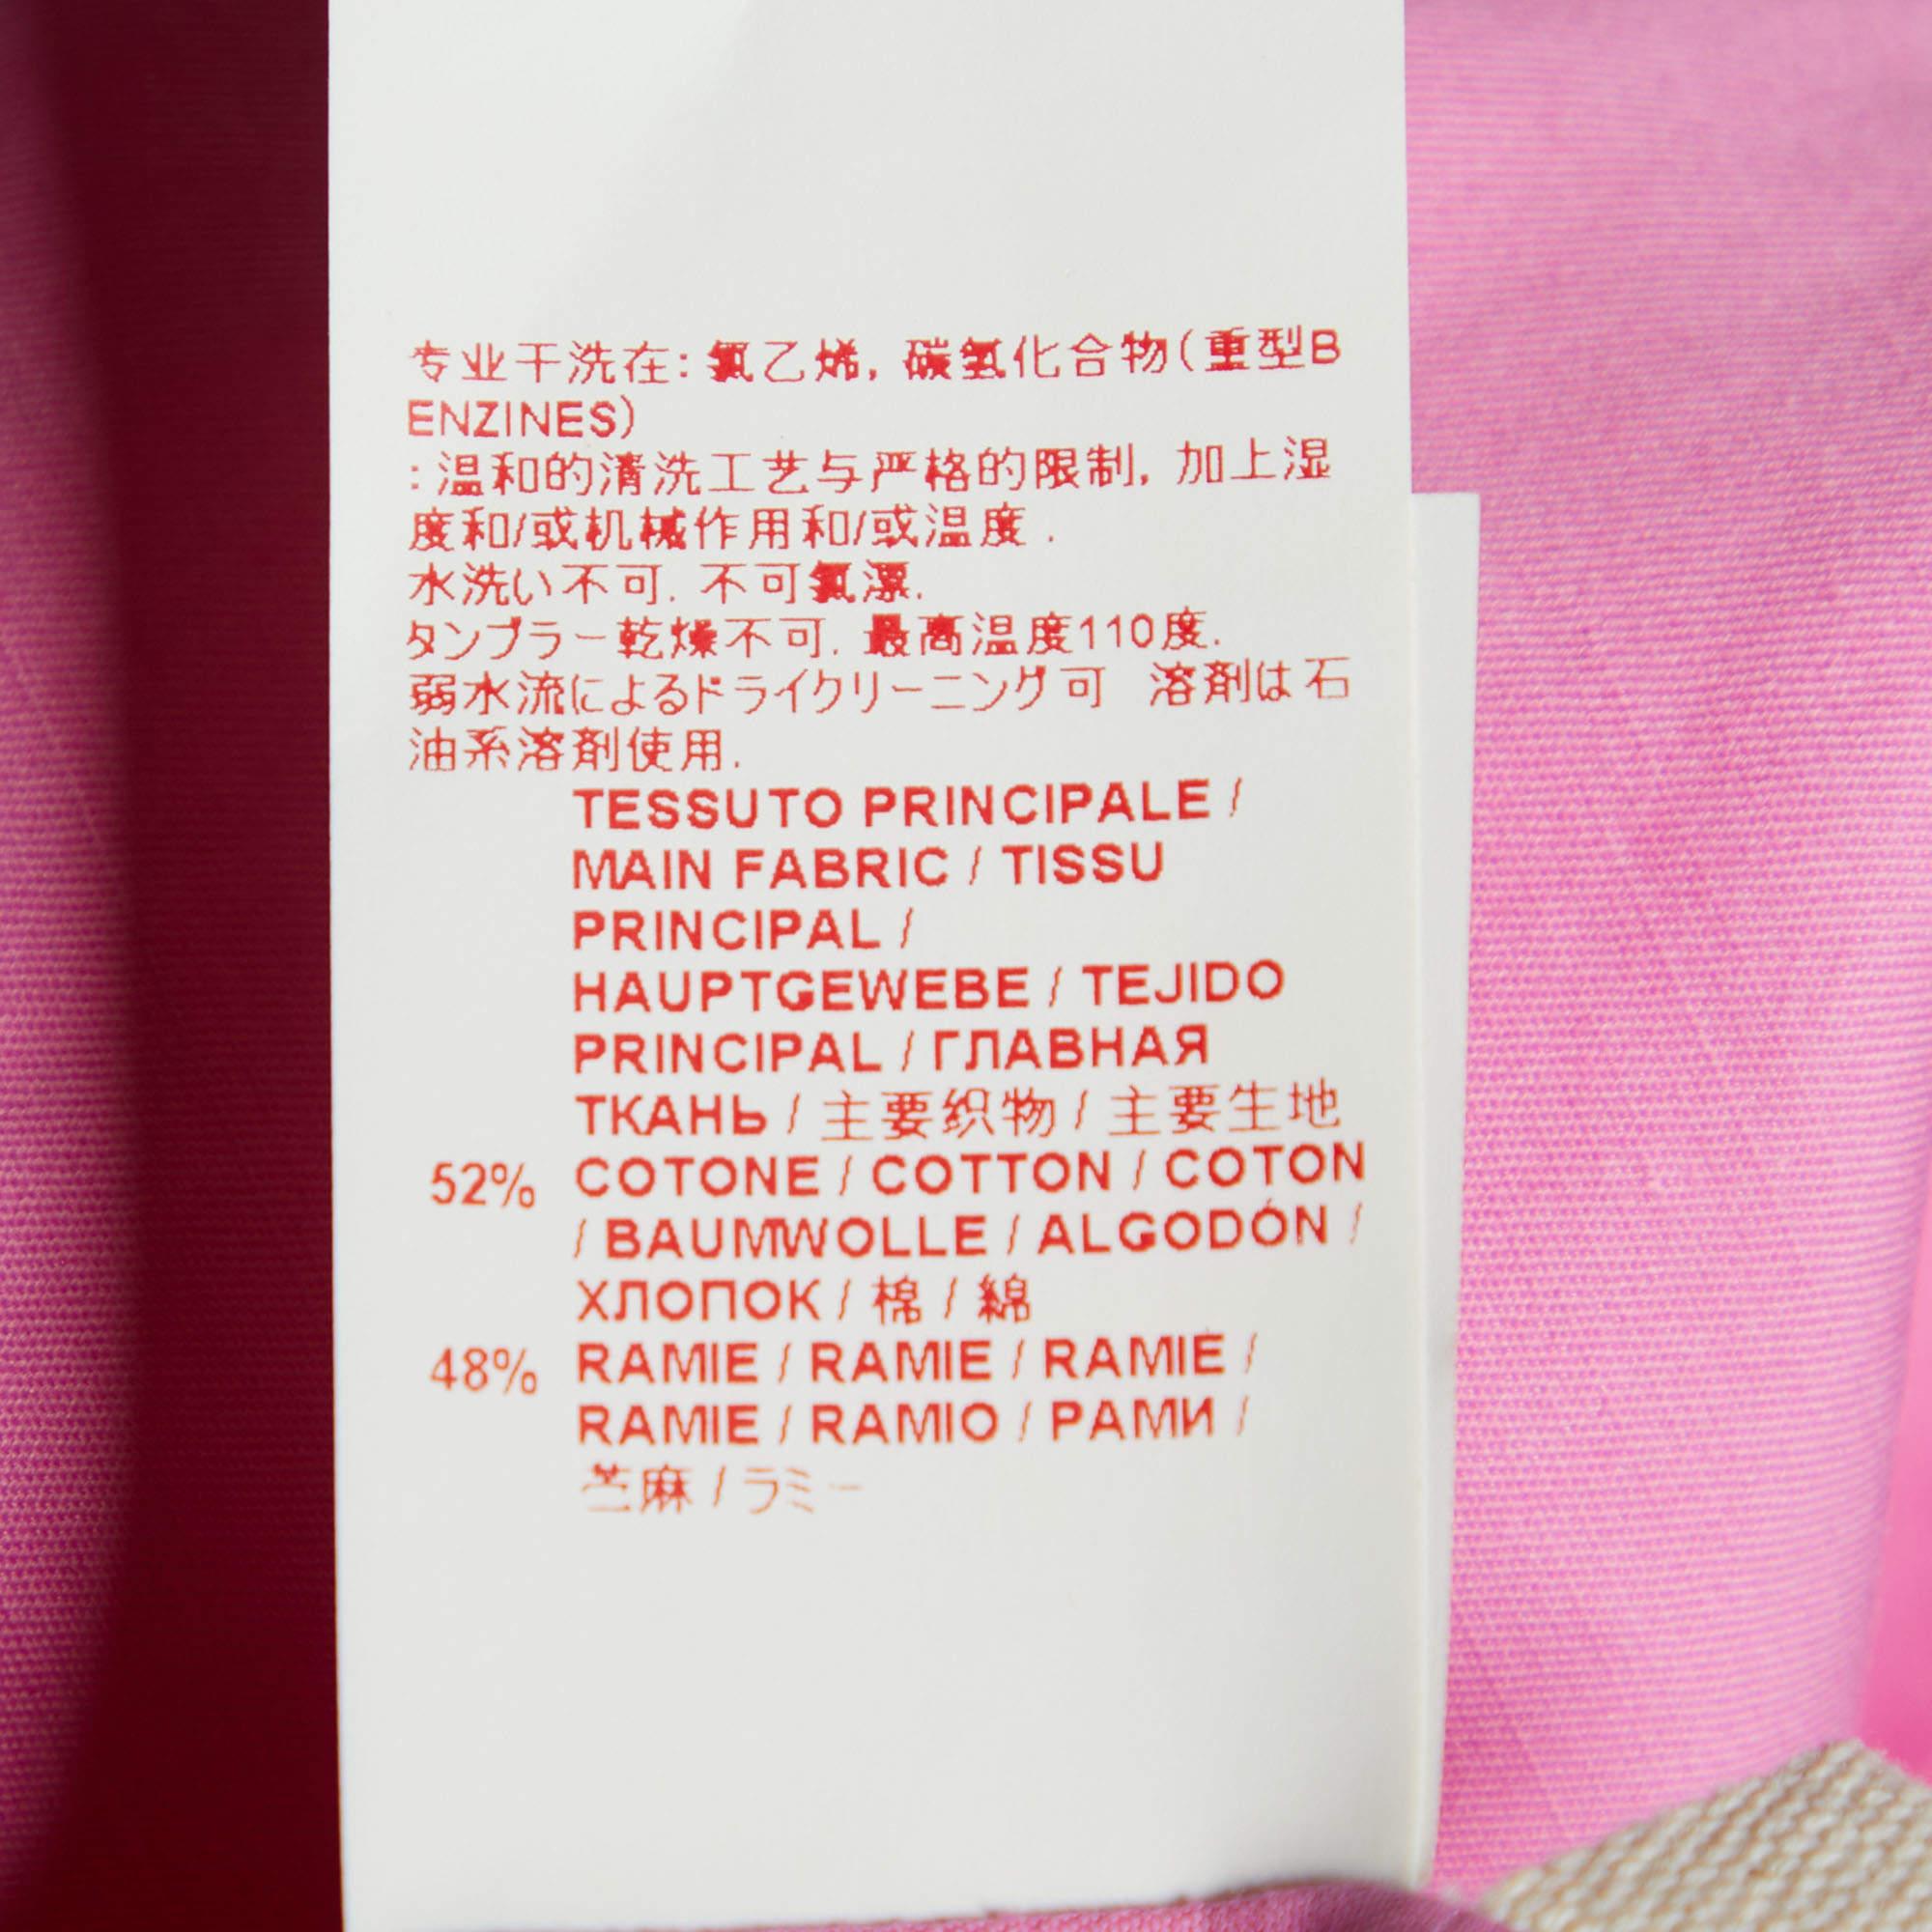 专业干洗在: 氯乙烯, 碳氢化合物(重型B
ENZINES)
:温和的清洗工艺与严格的限制, 加上湿
度和/或机械作用和/或温度 .
水洗い不可. 不可氯漂.
タンブラー乾燥不可. 最高温度110度.
弱水流によるドライクリーニング可 溶剤は石
油系溶剤使用.
TESSUTO PRINCIPALE /
MAIN FABRIC / TISSU
PRINCIPAL /
HAUPTGEWEBE / TEJIDO
PRINCIPAL / ГЛАВНАЯ
ТКАНЬ / 主要织物 / 主要生地
52% COTONE / COTTON / COTON
/ BAUMWOLLE / ALGODÓN /
ХЛОПОК / 棉 / 綿
48% RAMIE / RAMIE / RAMIE /
RAMIE / RAMIO / РАМИ /
苎麻 / ラミー